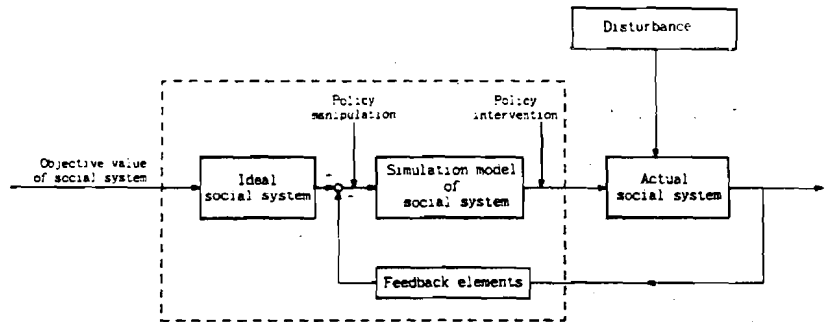 Disturbance
Policy
manipulation
Policy
intervention
Objective value
of social system
Ideal
social system
Simulation model
of
social system
Actual
social system
Feedback elements